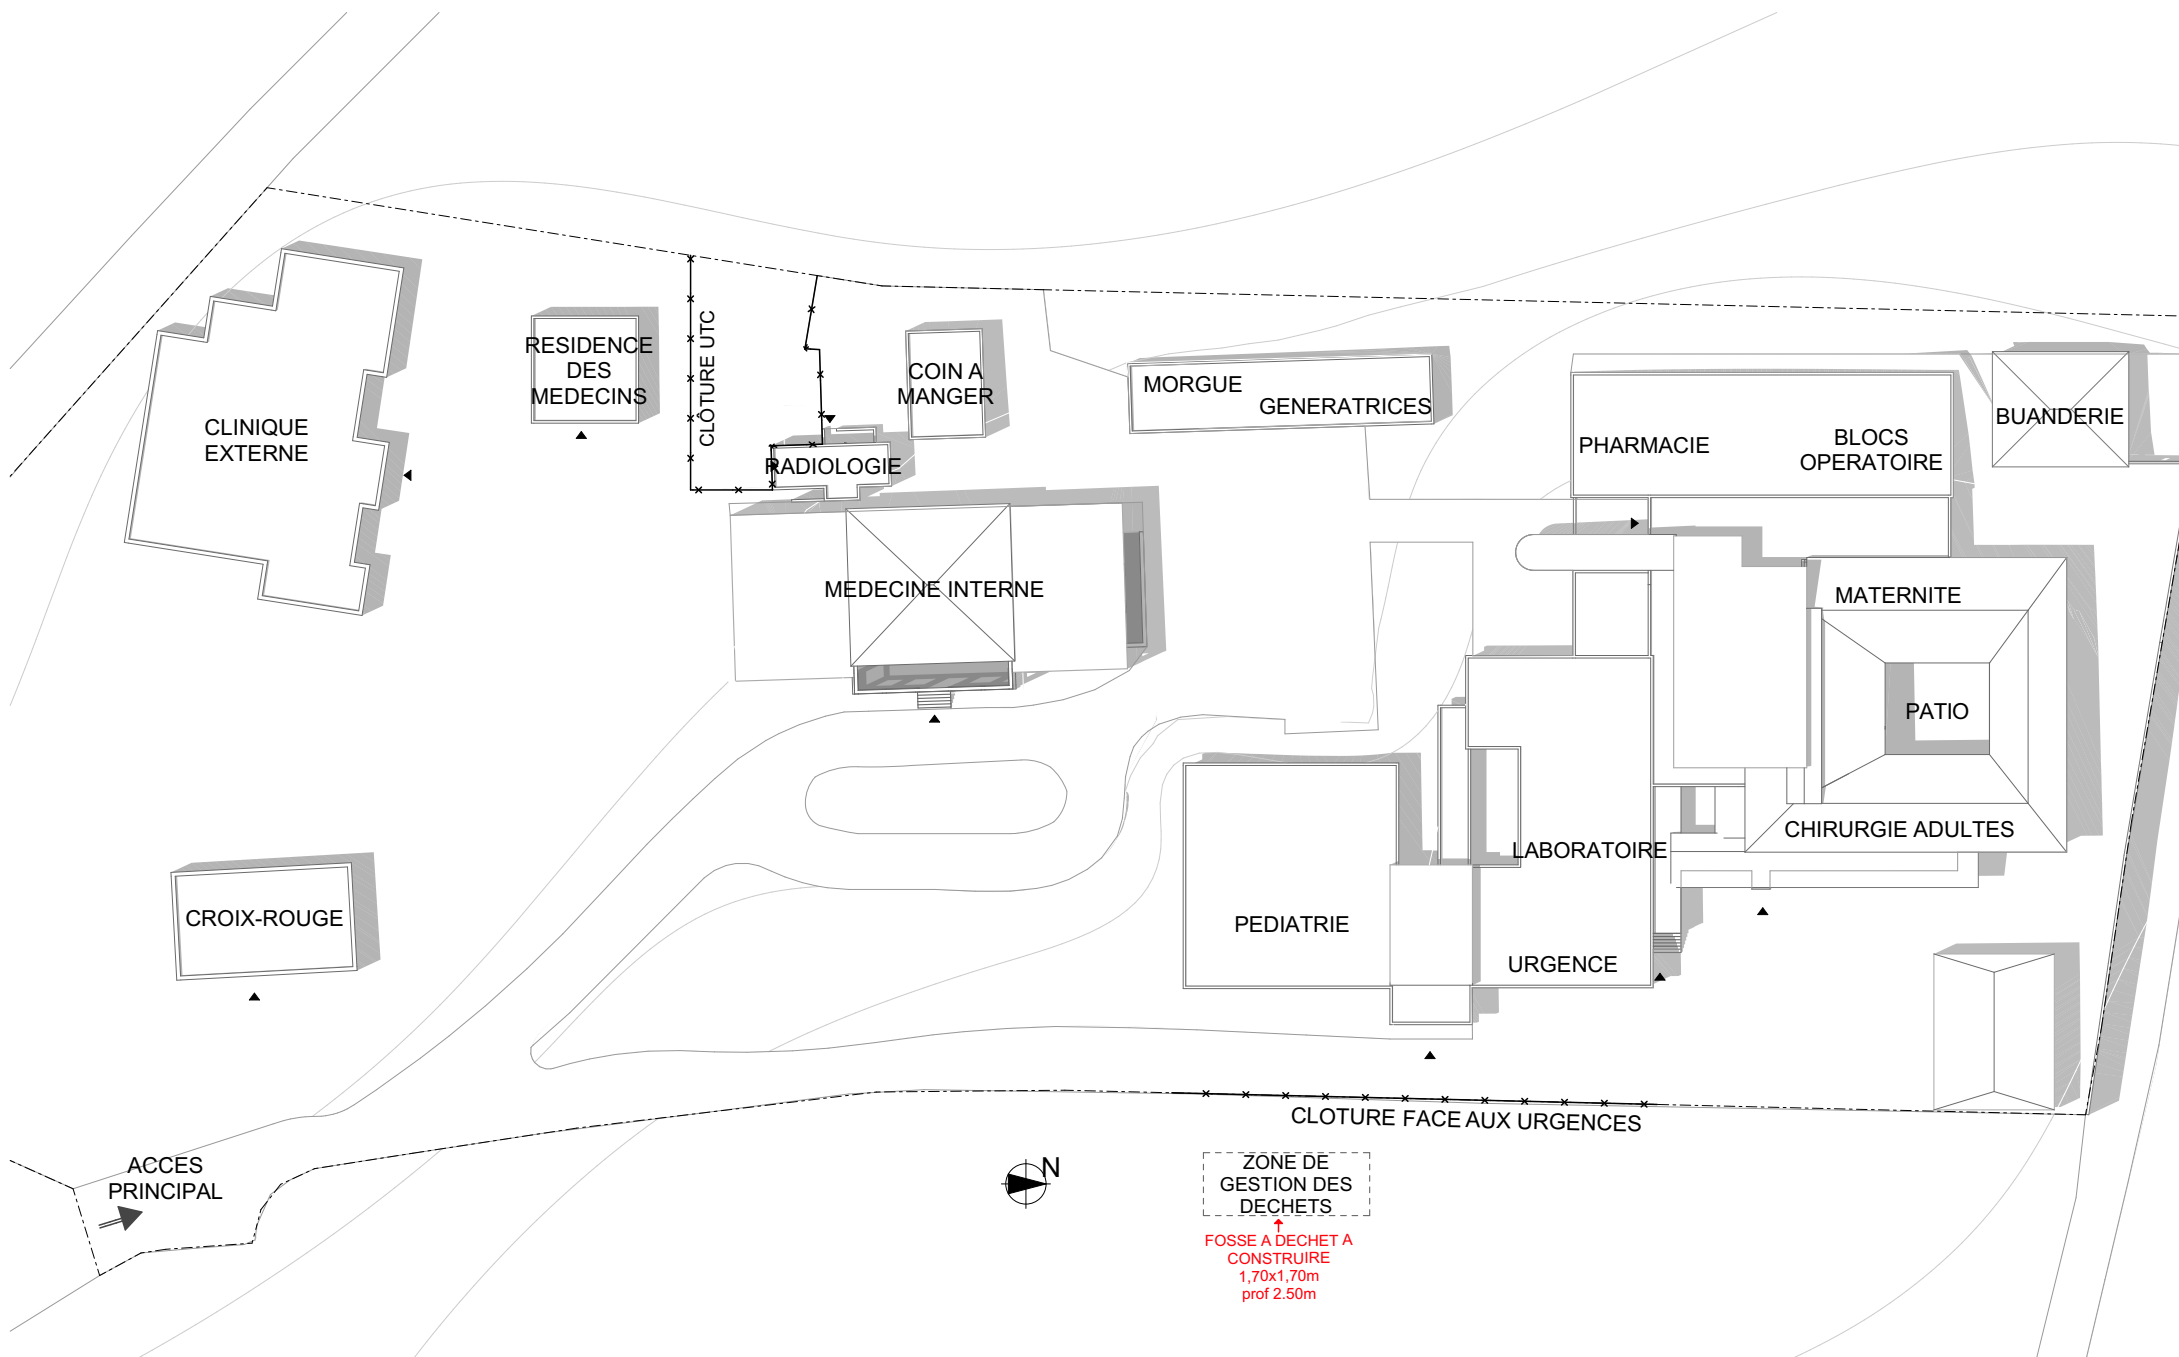 CLINIQUE
EXTERNE
RESIDENCE
DES
MEDECINS
CLÔTURE UTC
COIN A
MANGER
RADIOLOGIE
MORGUE
GENERATRICES
PHARMACIE
BLOCS
OPERATOIRE
BUANDERIE
MEDECINE INTERNE
MATERNITE
PATIO
CHIRURGIE ADULTES
LABORATOIRE
CROIX-ROUGE
PEDIATRIE
URGENCE
CLOTURE FACE AUX URGENCES
ACCES
PRINCIPAL
N
ZONE DE
GESTION DES
DECHETS
FOSSE A DECHET A
CONSTRUIRE
1,70x1,70m
prof 2.50m